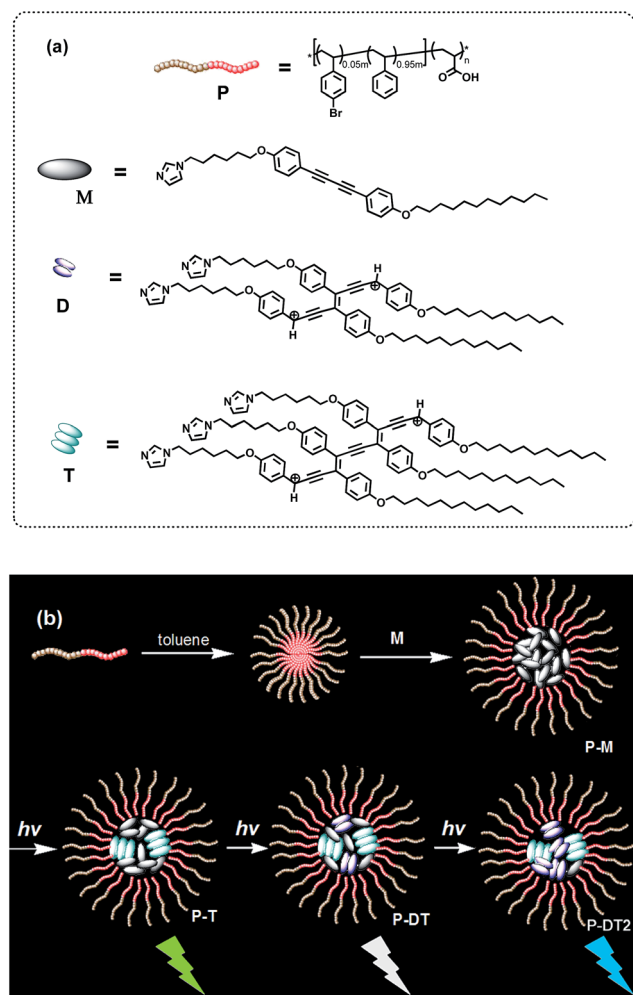 (a)
P
=
*
0.05m
0.95m
n
*
Br
O
OH
M
=
N
N
O
O
D
=
N
N
O
H
⊕
N
N
O
O
⊕
H
O
T
=
N
N
O
H
⊕
N
N
O
O
N
N
O
O
⊕
H
O
(b)
toluene
M
P-M
hv
hv
hv
P-T
P-DT
P-DT2